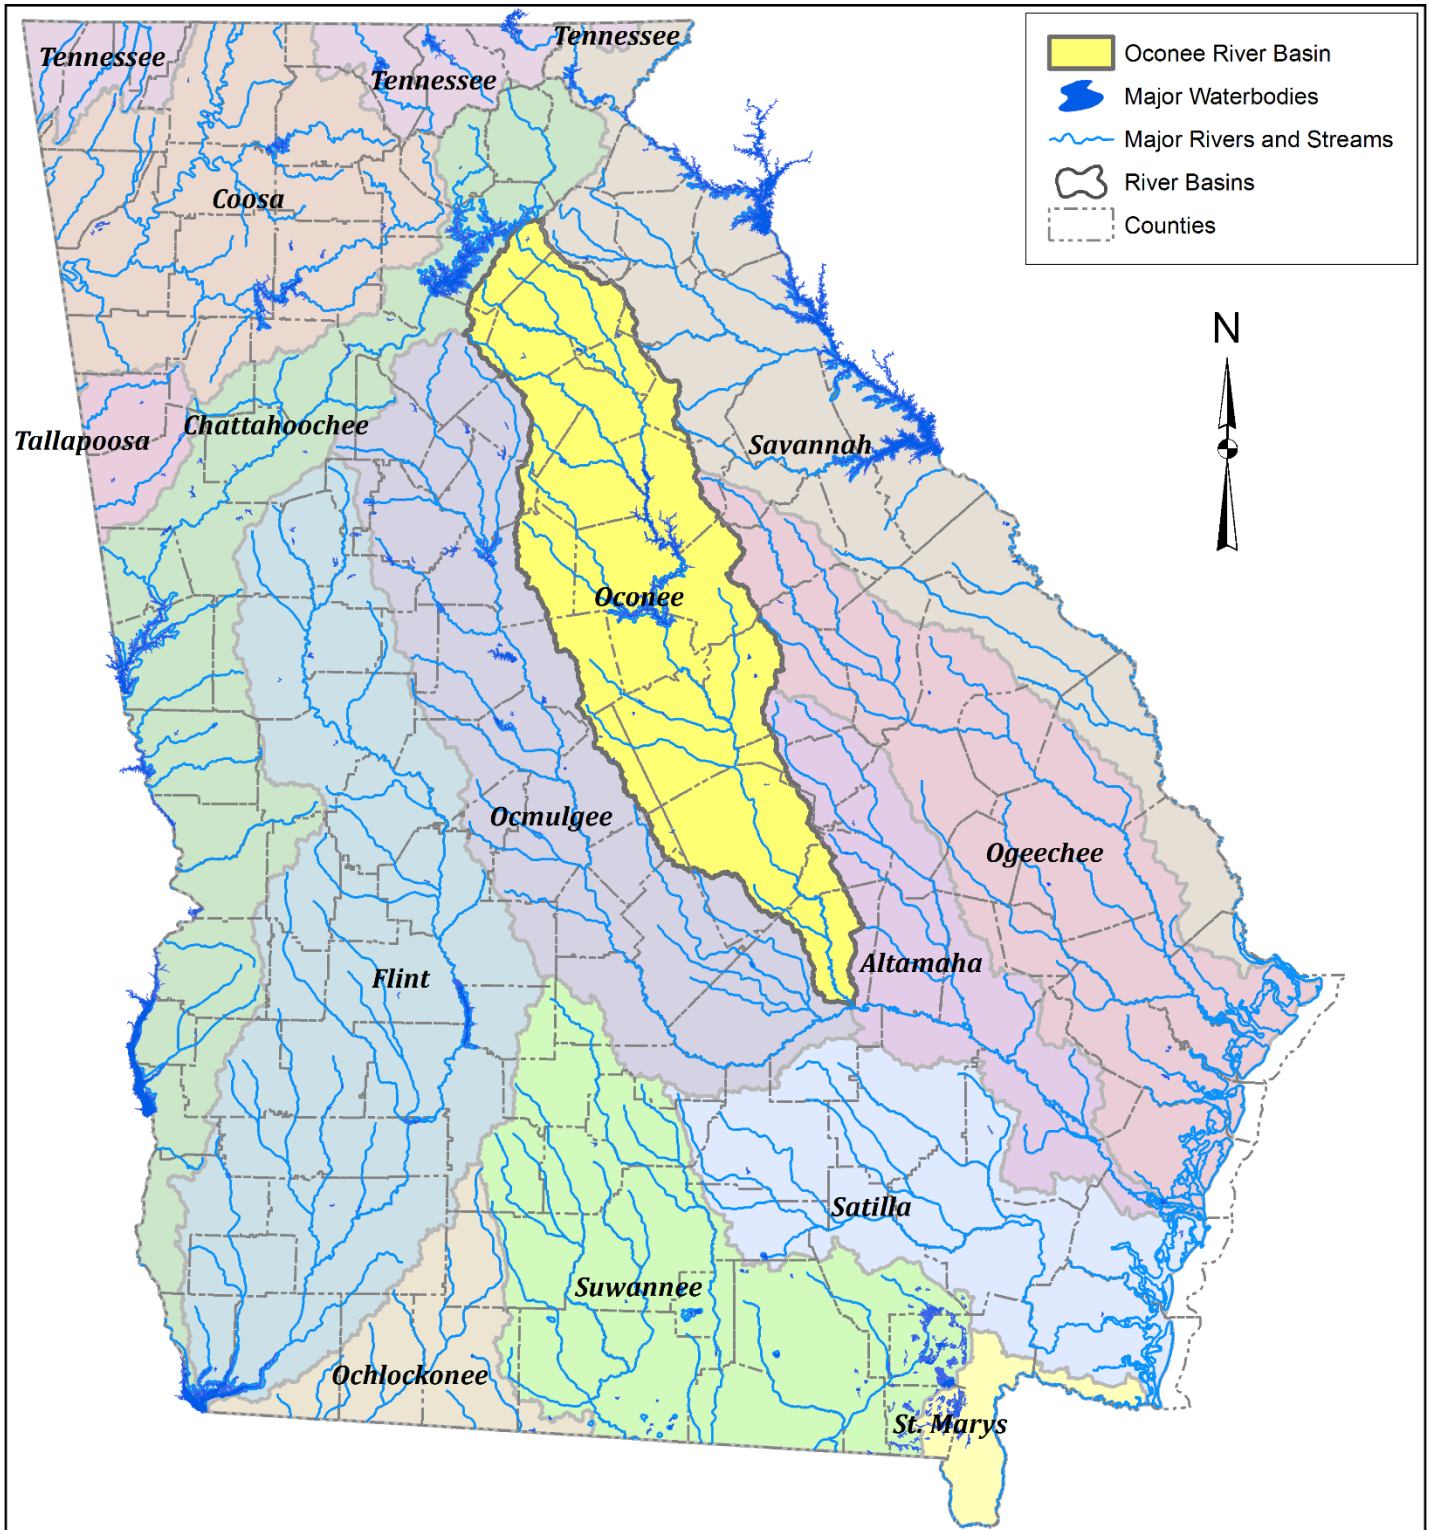 Tennessee
Tennessee
Tennessee
Oconee River Basin
Major Waterbodies
Major Rivers and Streams
River Basins
Counties
Coosa
N
Chattahoochee
Tallapoosa
Savannah
Oconee
Ocmulgee
Ogeechee
Flint
Altamaha
Satilla
Suwannee
Ochlockonee
St. Marys